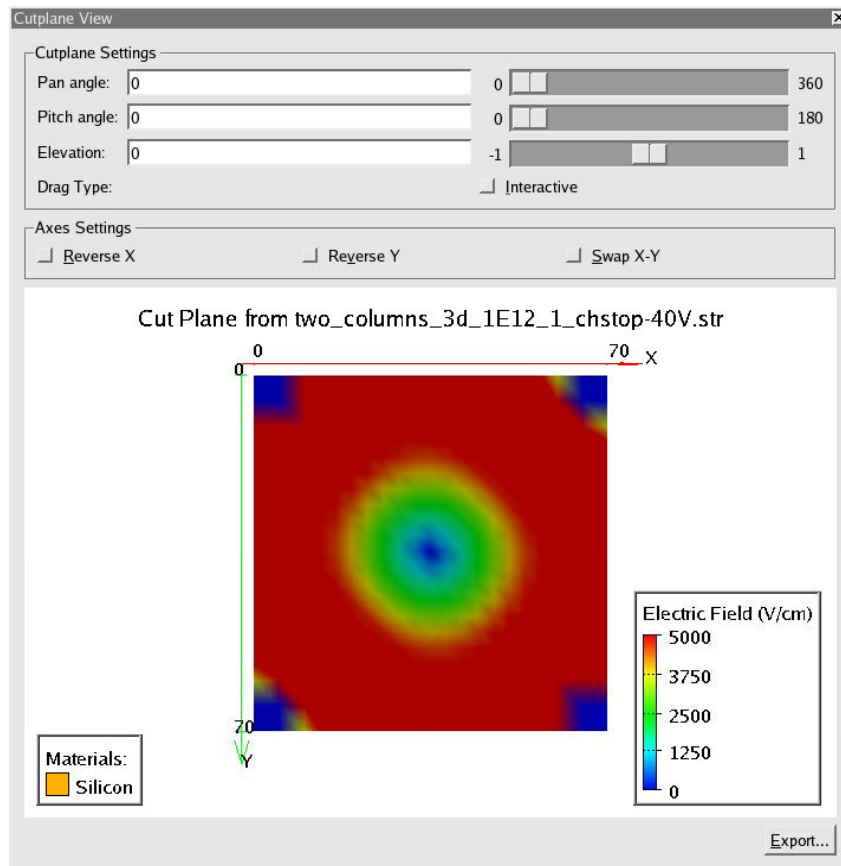 Cutplane View
Cutplane Settings
Pan angle: 0 0 360
Pitch angle: 0 0 180
Elevation: 0 -1 1
Drag Type: Interactive
Axes Settings
Reverse X Reverse Y Swap X-Y
Cut Plane from two_columns_3d_1E12_1_chstop-40V.str
0 70 X
0
70
Y
Materials:
Silicon
Electric Field (V/cm)
5000
3750
2500
1250
0
Export...